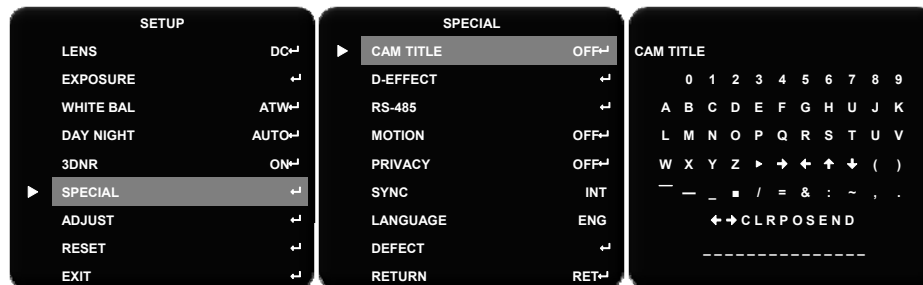 SETUP
LENS DC↵
EXPOSURE ↵
WHITE BAL ATW↵
DAY NIGHT AUTO↵
3DNR ON↵
► SPECIAL ↵
ADJUST ↵
RESET ↵
EXIT ↵
SPECIAL
► CAM TITLE OFF↵
D-EFFECT ↵
RS-485 ↵
MOTION OFF↵
PRIVACY OFF↵
SYNC INT
LANGUAGE ENG
DEFECT ↵
RETURN RET↵
CAM TITLE
0 1 2 3 4 5 6 7 8 9
A B C D E F G H U J K
L M N O P Q R S T U V
W X Y Z ► → ← ↑ ↓ ( )
¯ — _ ■ / = & : ~ , .
← → C L R P O S E N D
_ _ _ _ _ _ _ _ _ _ _ _ _ _ _